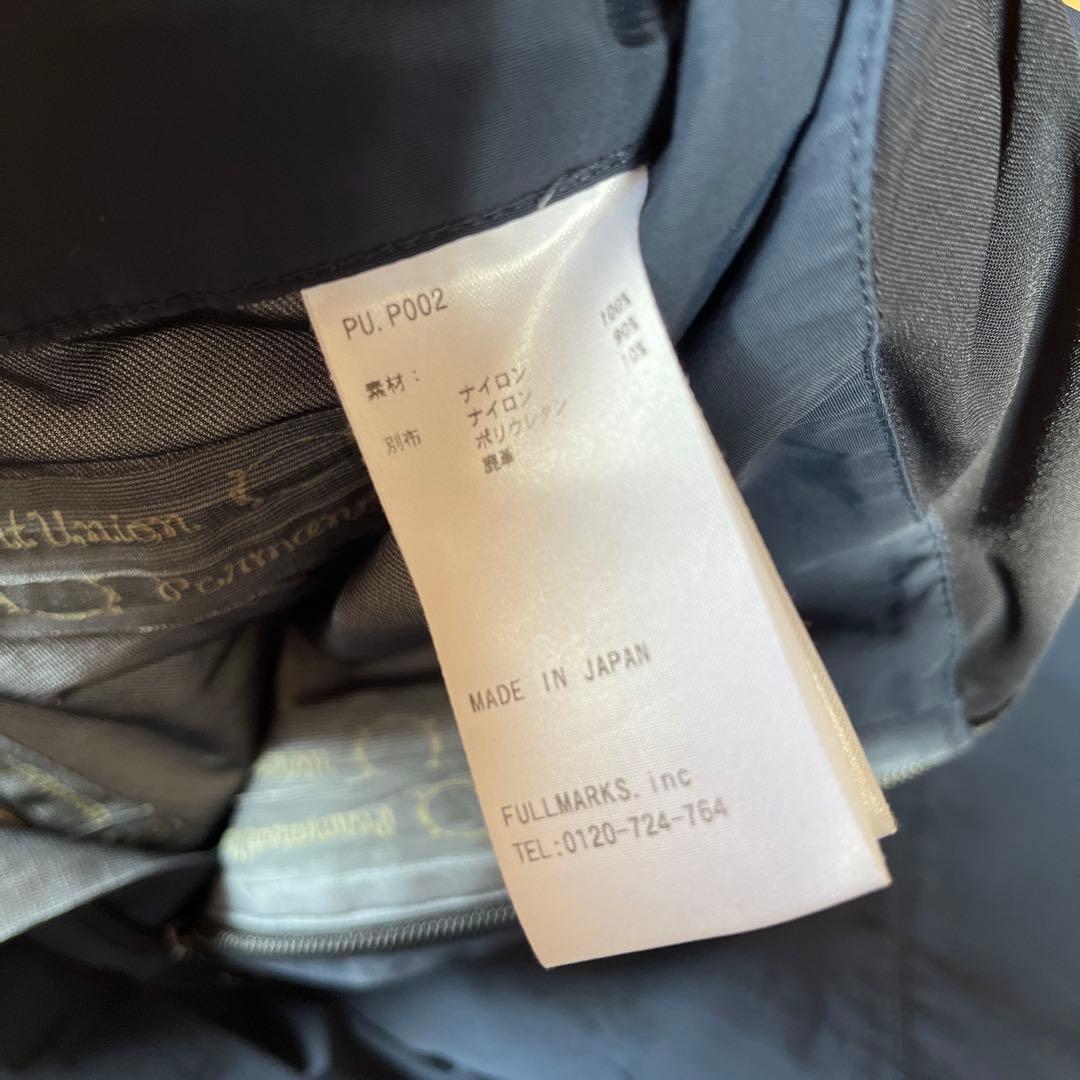 PU.P002
素材： ナイロン 100%
ナイロン 90%
別布 ポリウレタン 10%
鹿革
MADE IN JAPAN
FULLMARKS.inc
TEL:0120-724-764
Union